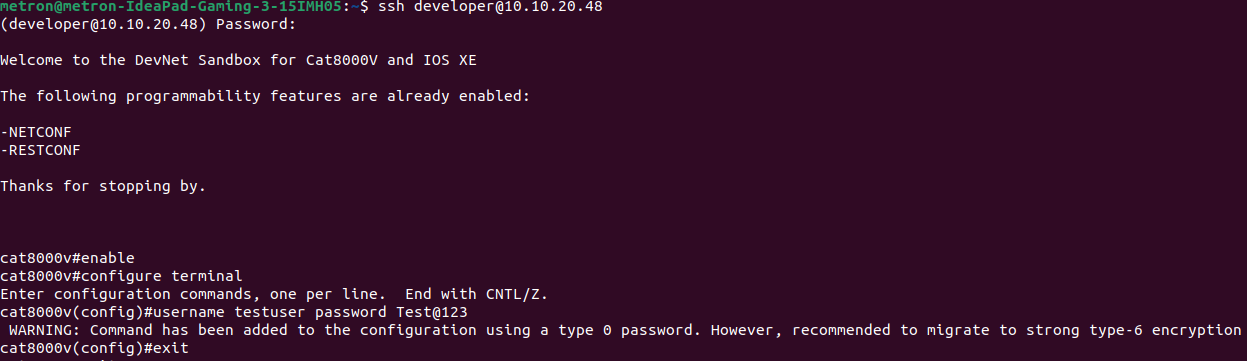 metron@metron-IdeaPad-Gaming-3-15IMH05:~$ ssh developer@10.10.20.48
(developer@10.10.20.48) Password:
Welcome to the DevNet Sandbox for Cat8000V and IOS XE
The following programmability features are already enabled:
-NETCONF
-RESTCONF
Thanks for stopping by.
cat8000v#enable
cat8000v#configure terminal
Enter configuration commands, one per line.  End with CNTL/Z.
cat8000v(config)#username testuser password Test@123
 WARNING: Command has been added to the configuration using a type 0 password. However, recommended to migrate to strong type-6 encryption
cat8000v(config)#exit